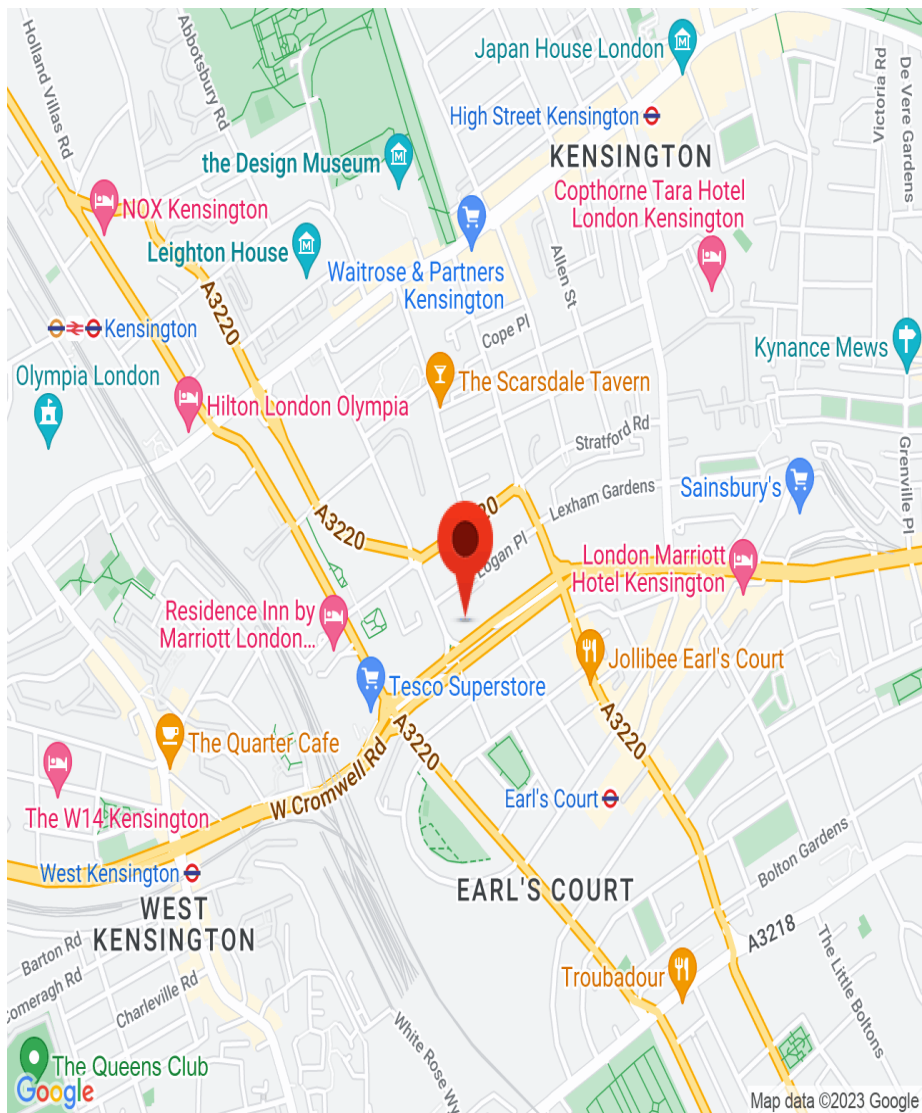 Holland Villas Rd
Abbotsbury Rd
Japan House London
Victoria Rd
De Vere Gardens
High Street Kensington
the Design Museum
KENSINGTON
NOX Kensington
Copthorne Tara Hotel
London Kensington
Leighton House
Waitrose & Partners
Kensington
Allen St
A3220
Kensington
Cope Pl
Kynance Mews
Olympia London
The Scarsdale Tavern
Hilton London Olympia
Stratford Rd
Grenville Pl
Lexham Gardens
Sainsbury's
A3220
20
Logan Pl
London Marriott
Hotel Kensington
Residence Inn by
Marriott London...
Jollibee Earl's Court
Tesco Superstore
A3220
A3220
The Quarter Cafe
W Cromwell Rd
The W14 Kensington
Earl's Court
Bolton Gardens
West Kensington
EARL'S COURT
WEST
KENSINGTON
A3218
Barton Rd
Comeragh Rd
Charleville Rd
Troubadour
The Little Boltons
White Rose Wy
The Queens Club
Google
Map data ©2023 Google